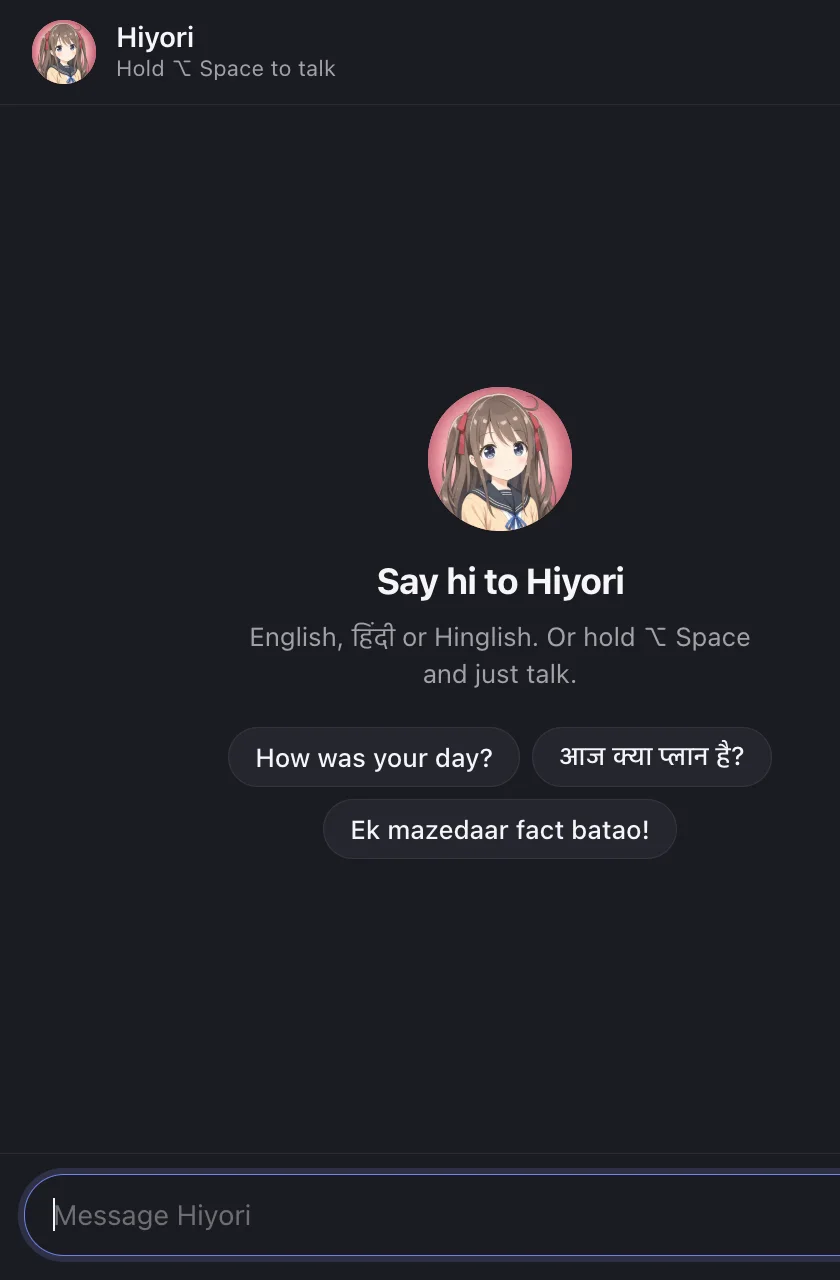 Hiyori
Hold ⌥ Space to talk
Say hi to Hiyori
English, हिंदी or Hinglish. Or hold ⌥ Space
and just talk.
How was your day?
आज क्या प्लान है?
Ek mazedaar fact batao!
Message Hiyori